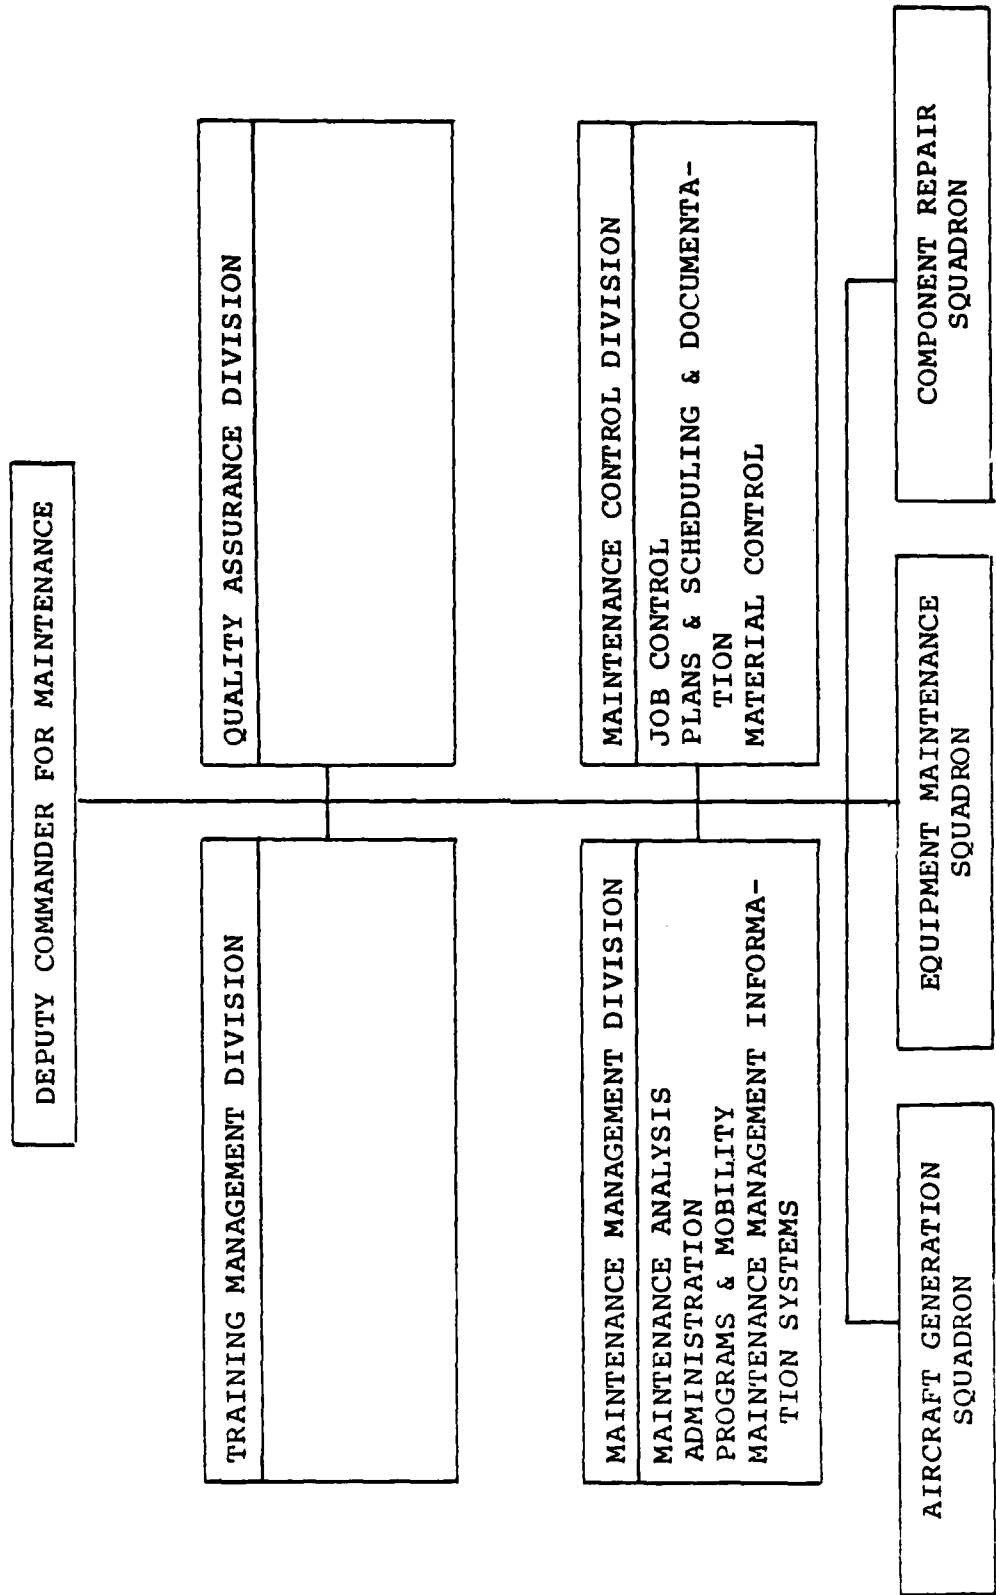 DEPUTY COMMANDER FOR MAINTENANCE
TRAINING MANAGEMENT DIVISION
QUALITY ASSURANCE DIVISION
MAINTENANCE MANAGEMENT DIVISION
MAINTENANCE ANALYSIS
ADMINISTRATION
PROGRAMS & MOBILITY
MAINTENANCE MANAGEMENT INFORMA-
TION SYSTEMS
MAINTENANCE CONTROL DIVISION
JOB CONTROL
PLANS & SCHEDULING & DOCUMENTA-
TION
MATERIAL CONTROL
AIRCRAFT GENERATION
SQUADRON
EQUIPMENT MAINTENANCE
SQUADRON
COMPONENT REPAIR
SQUADRON